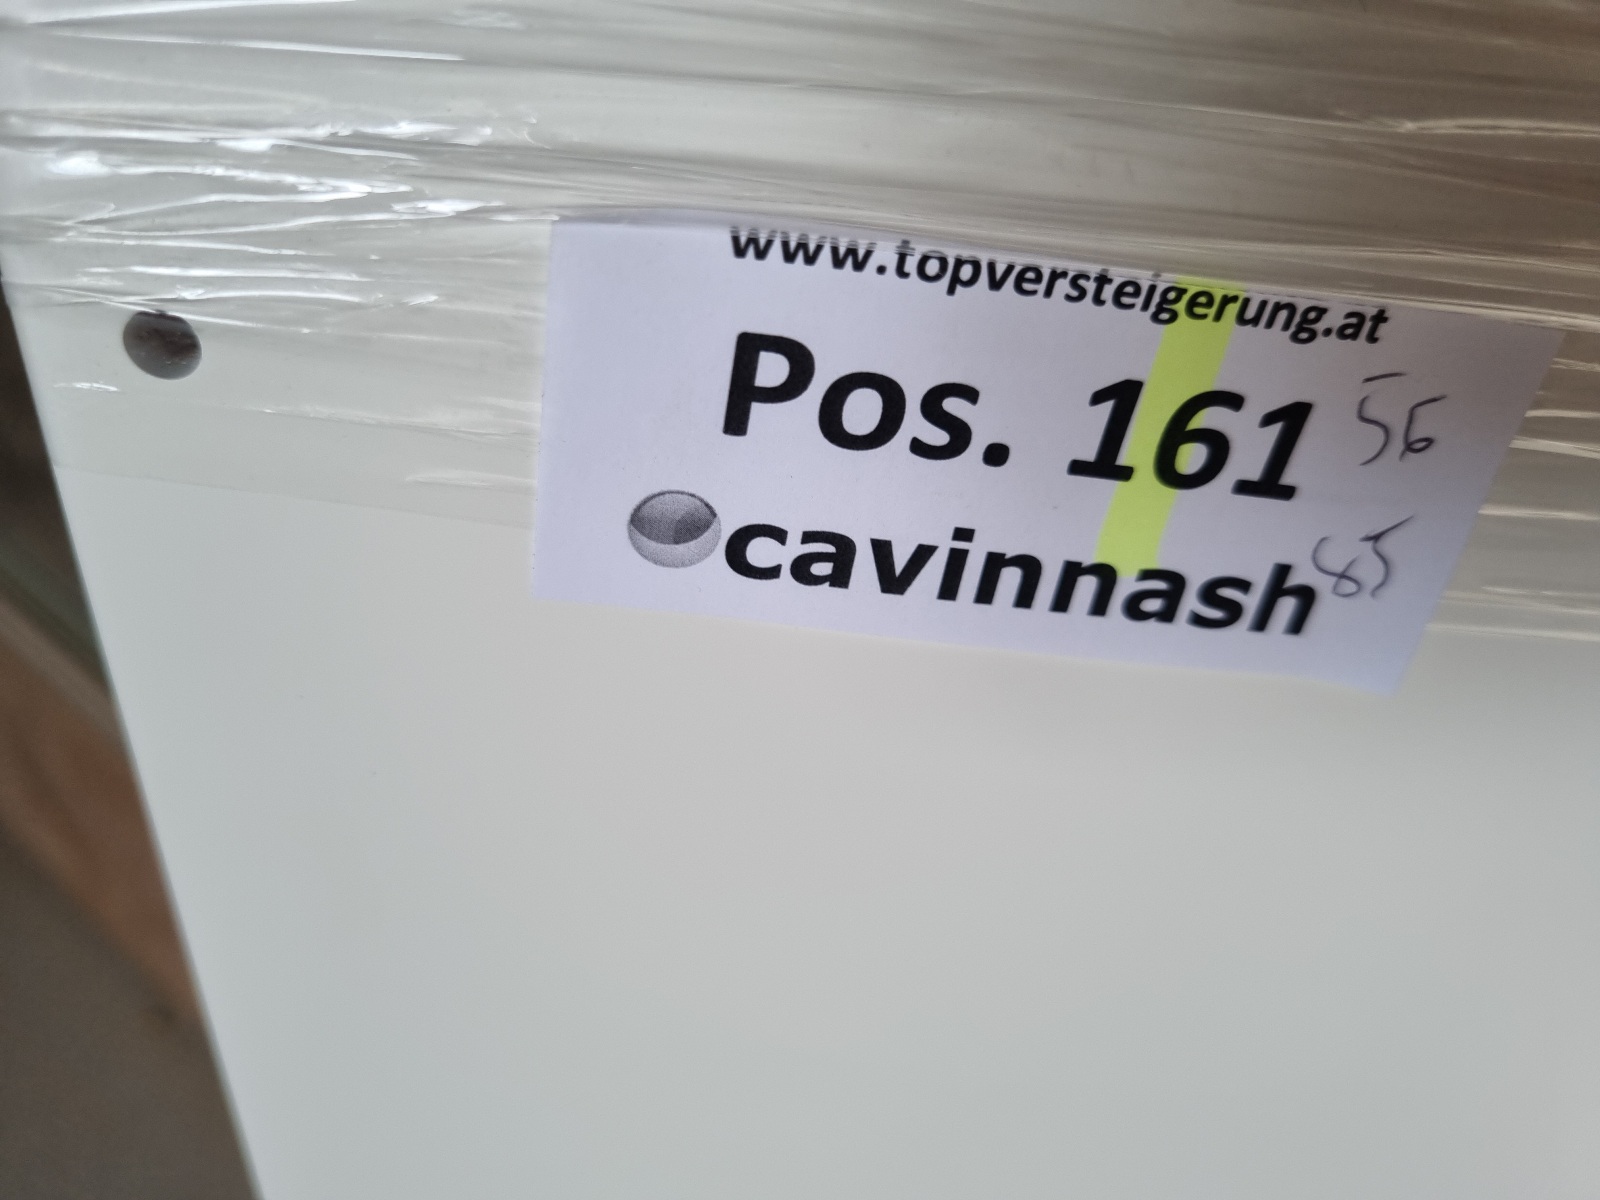 www.topversteigerung.at
Pos. 161 56
cavinnash 85